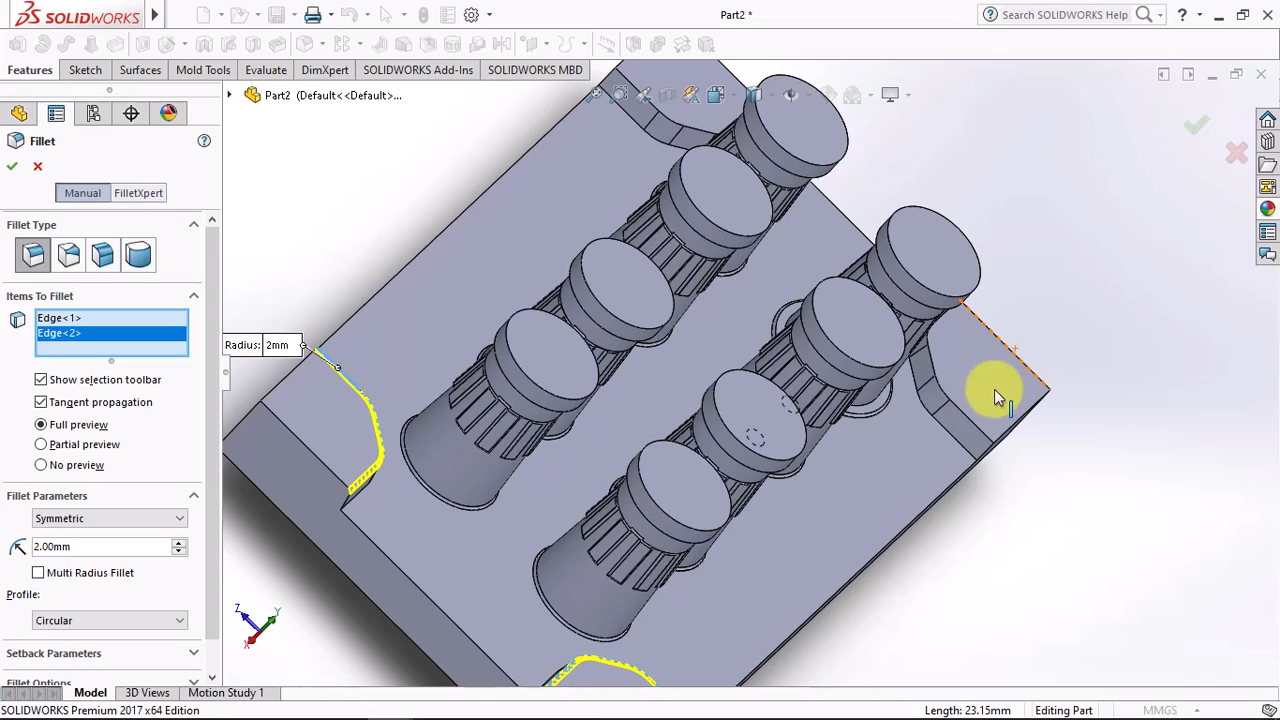 SOLIDWORKS
Part2 *
Search SOLIDWORKS Help
?
Features
Sketch
Surfaces
Mold Tools
Evaluate
DimXpert
SOLIDWORKS Add-Ins
SOLIDWORKS MBD
Part2 (Default<<Default>...
Fillet
Manual
FilletXpert
Fillet Type
Items To Fillet
Edge<1>
Edge<2>
Radius: 2mm
Show selection toolbar
Tangent propagation
Full preview
Partial preview
No preview
Fillet Parameters
Symmetric
2.00mm
Multi Radius Fillet
Profile:
Circular
Z
Y
X
Setback Parameters
Fillet Options
Model
3D Views
Motion Study 1
SOLIDWORKS Premium 2017 x64 Edition
Length: 23.15mm
Editing Part
MMGS